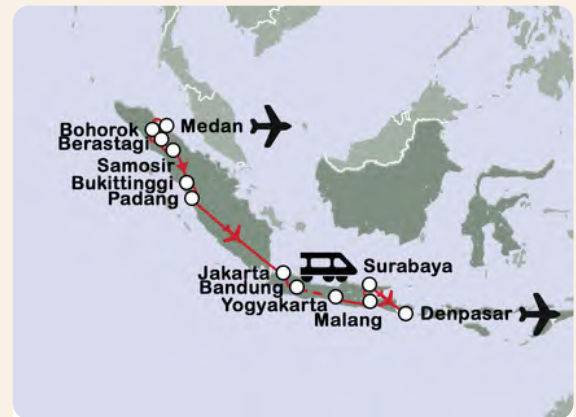 Bohorok
Medan
Berastagi
Samosir
Bukittinggi
Padang
Jakarta
Surabaya
Bandung
Yogyakarta
Malang
Denpasar